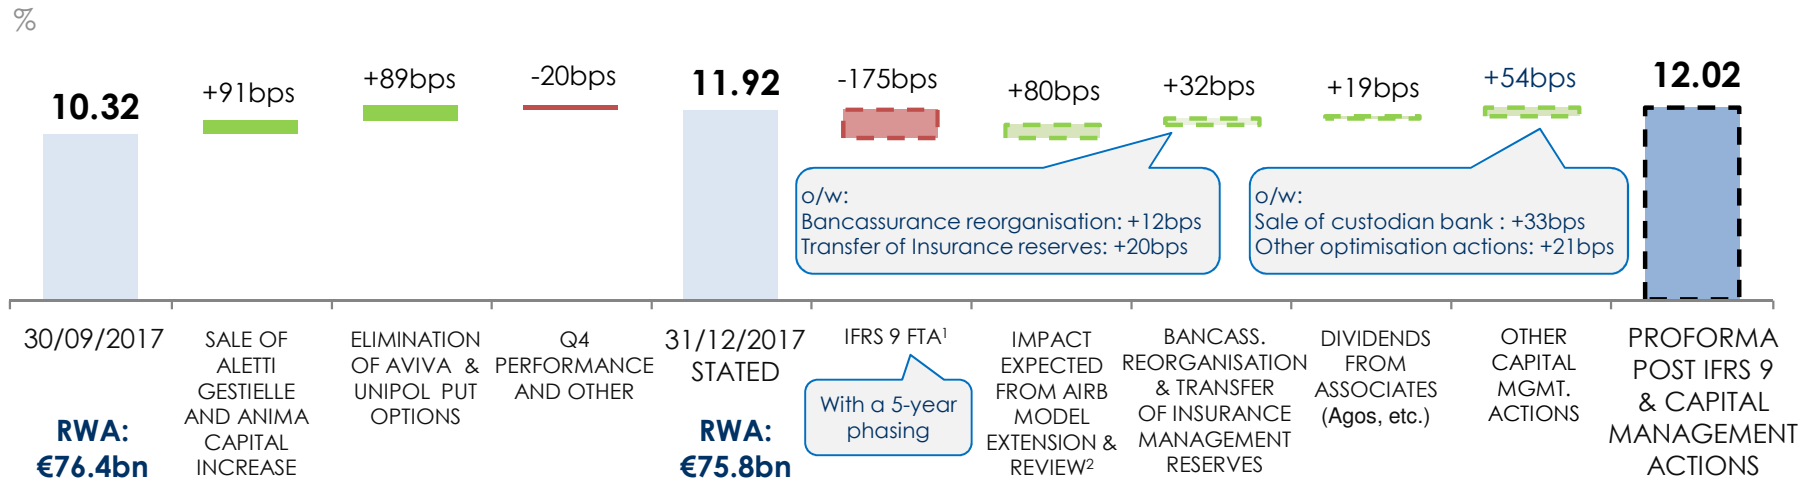 %
10.32
+91bps
+89bps
-20bps
11.92
-175bps
+80bps
+32bps
+19bps
+54bps
12.02
o/w:
Bancassurance reorganisation: +12bps
Transfer of Insurance reserves: +20bps
o/w:
Sale of custodian bank : +33bps
Other optimisation actions: +21bps
30/09/2017
RWA:
€76.4bn
SALE OF
ALETTI
GESTIELLE
AND ANIMA
CAPITAL
INCREASE
ELIMINATION
OF AVIVA &
UNIPOL PUT
OPTIONS
Q4
PERFORMANCE
AND OTHER
31/12/2017
STATED
RWA:
€75.8bn
IFRS 9 FTA¹
With a 5-year
phasing
IMPACT
EXPECTED
FROM AIRB
MODEL
EXTENSION &
REVIEW²
BANCASS.
REORGANISATION
& TRANSFER
OF INSURANCE
MANAGEMENT
RESERVES
DIVIDENDS
FROM
ASSOCIATES
(Agos, etc.)
OTHER
CAPITAL
MGMT.
ACTIONS
PROFORMA
POST IFRS 9
& CAPITAL
MANAGEMENT
ACTIONS